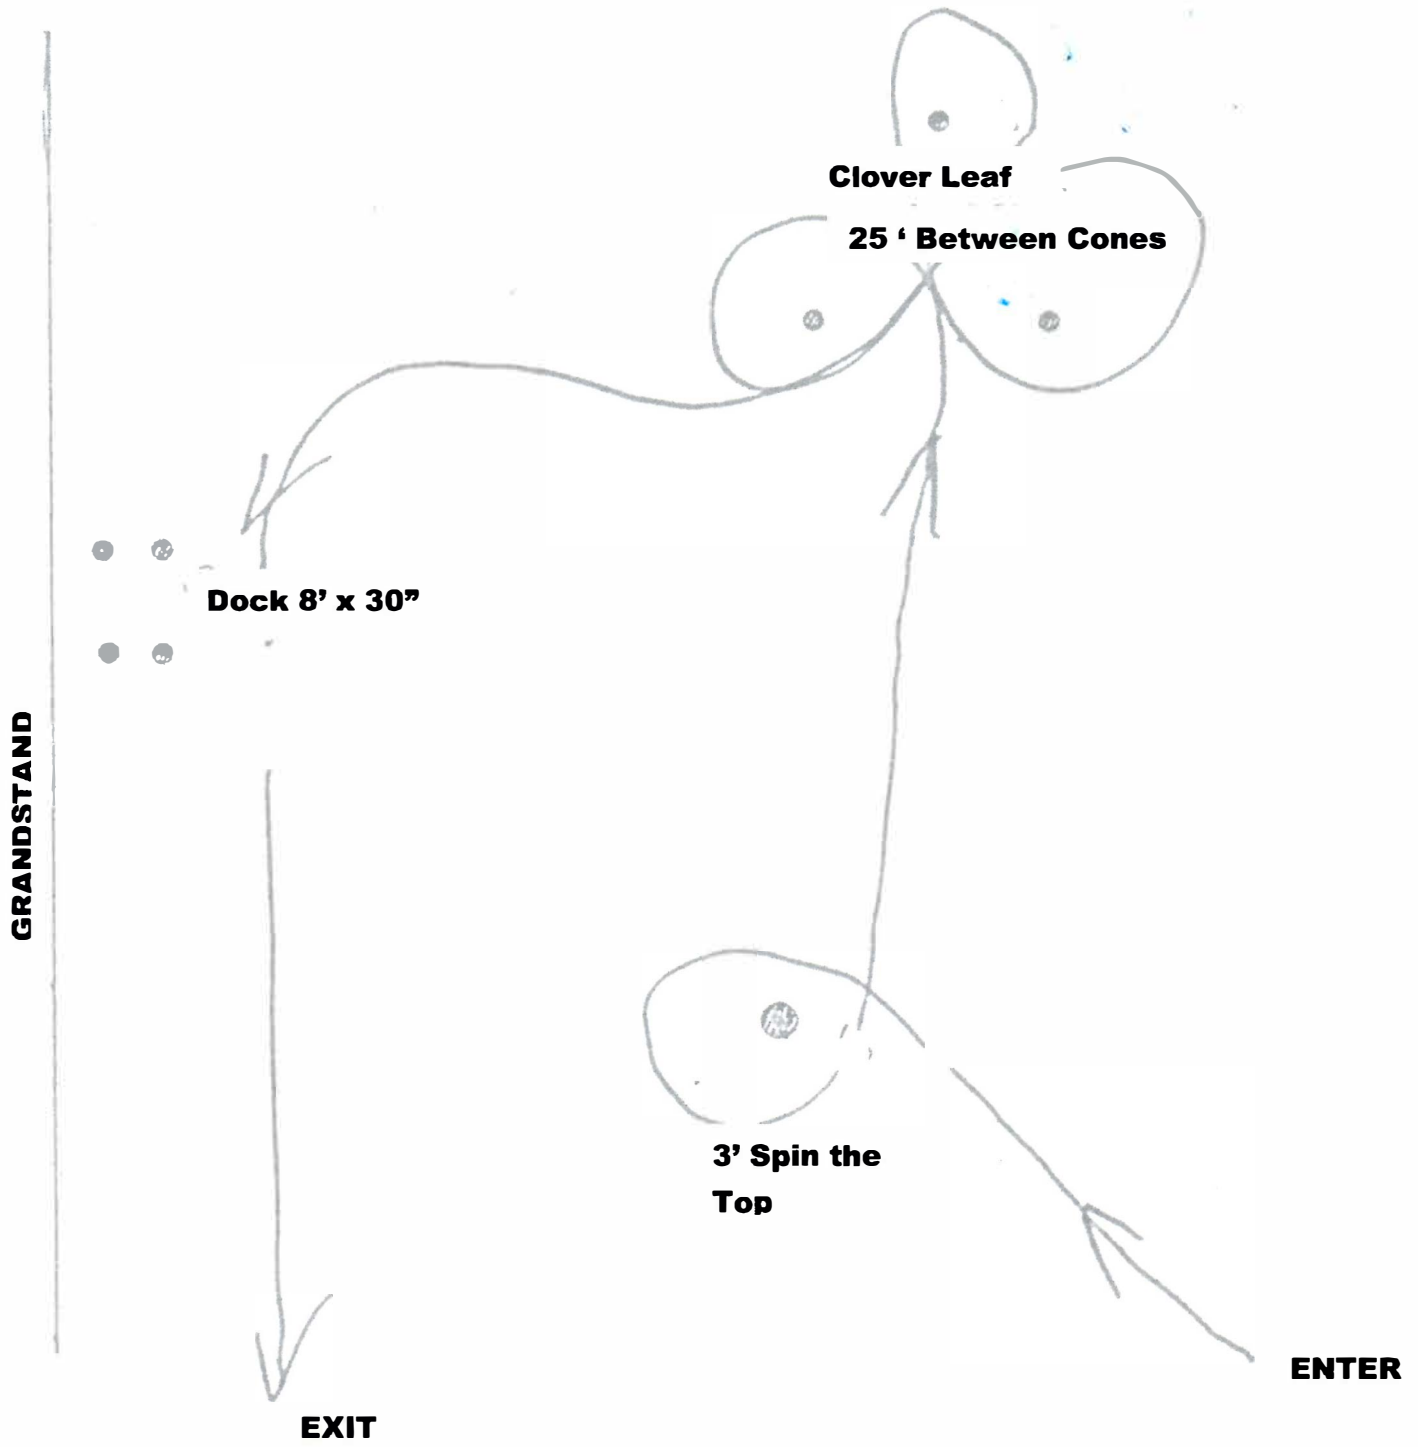 Clover Leaf
25 ‘ Between Cones
Dock 8’ x 30”
GRANDSTAND
3’ Spin the
Top
ENTER
EXIT